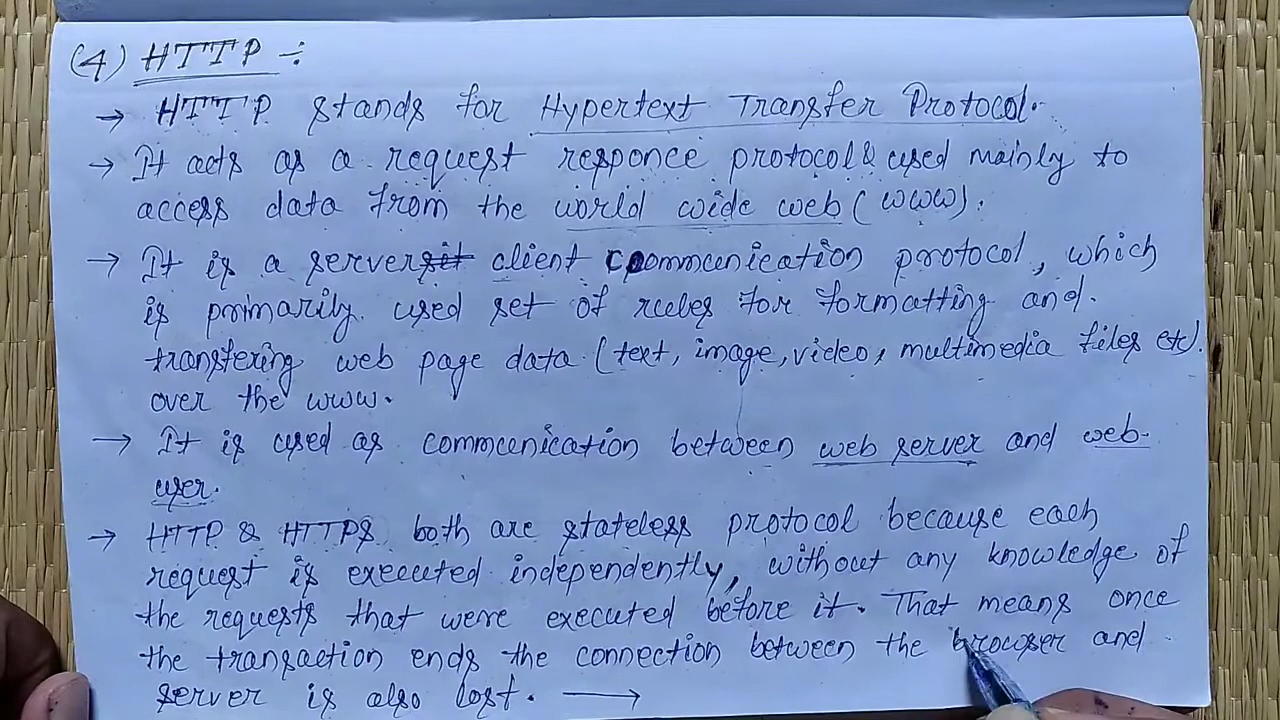 (4) HTTP ÷
→ HTTP stands for Hypertext Transfer Protocol.
→ It acts as a request responce protocol & used mainly to
access data from the world wide web (WWW).
→ It is a server client communication protocol, which
is primarily used set of rules for formatting and
transfering web page data (text, image, video, multimedia files etc).
over the www.
→ It is used as communication between web server and web
user.
→ HTTP & HTTPS both are stateless protocol because each
request is executed independently, without any knowledge of
the requests that were executed before it. That means once
the transaction ends the connection between the browser and
server is also lost. →